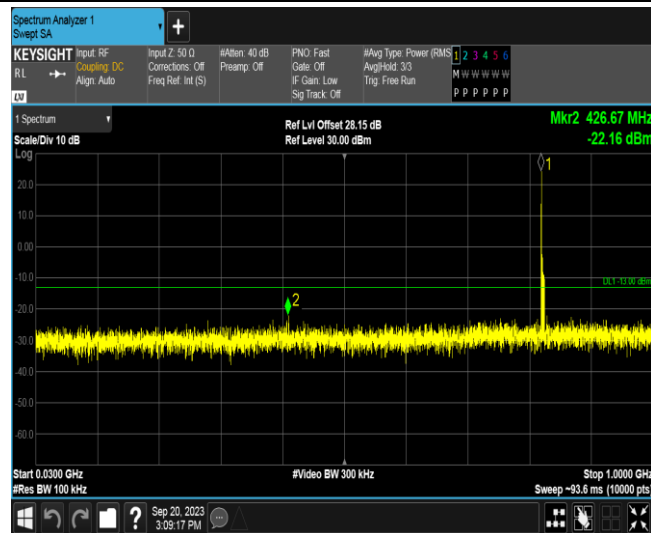 Spectrum Analyzer 1
Swept SA
+
KEYSIGHT
RL
LXI
Input: RF
Coupling: DC
Align: Auto
Input Z: 50 Ω
Corrections: Off
Freq Ref: Int (S)
#Atten: 40 dB
Preamp: Off
PNO: Fast
Gate: Off
IF Gain: Low
Sig Track: Off
#Avg Type: Power (RMS
Avg|Hold: 3/3
Trig: Free Run
1 2 3 4 5 6
M W W W W W
P P P P P P
1 Spectrum
Scale/Div 10 dB
Ref Lvl Offset 28.15 dB
Ref Level 30.00 dBm
Mkr2 426.67 MHz
-22.16 dBm
Log
1
20.0
10.0
0.00
-10.0
DL1 -13.00 dBm
2
-20.0
-30.0
-40.0
-50.0
-60.0
Start 0.0300 GHz
#Video BW 300 kHz
Stop 1.0000 GHz
#Res BW 100 kHz
Sweep ~93.6 ms (10000 pts)
?
Sep 20, 2023
3:09:17 PM